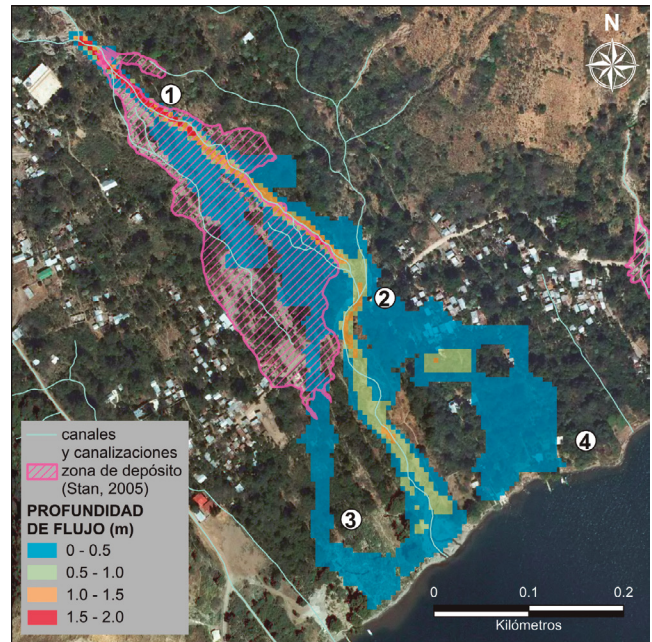 N
1
2
4
3
canales
y canalizaciones
zona de depósito
(Stan, 2005)
PROFUNDIDAD
DE FLUJO (m)
0 - 0.5
0.5 - 1.0
1.0 - 1.5
1.5 - 2.0
0 0.1 0.2
Kilómetros